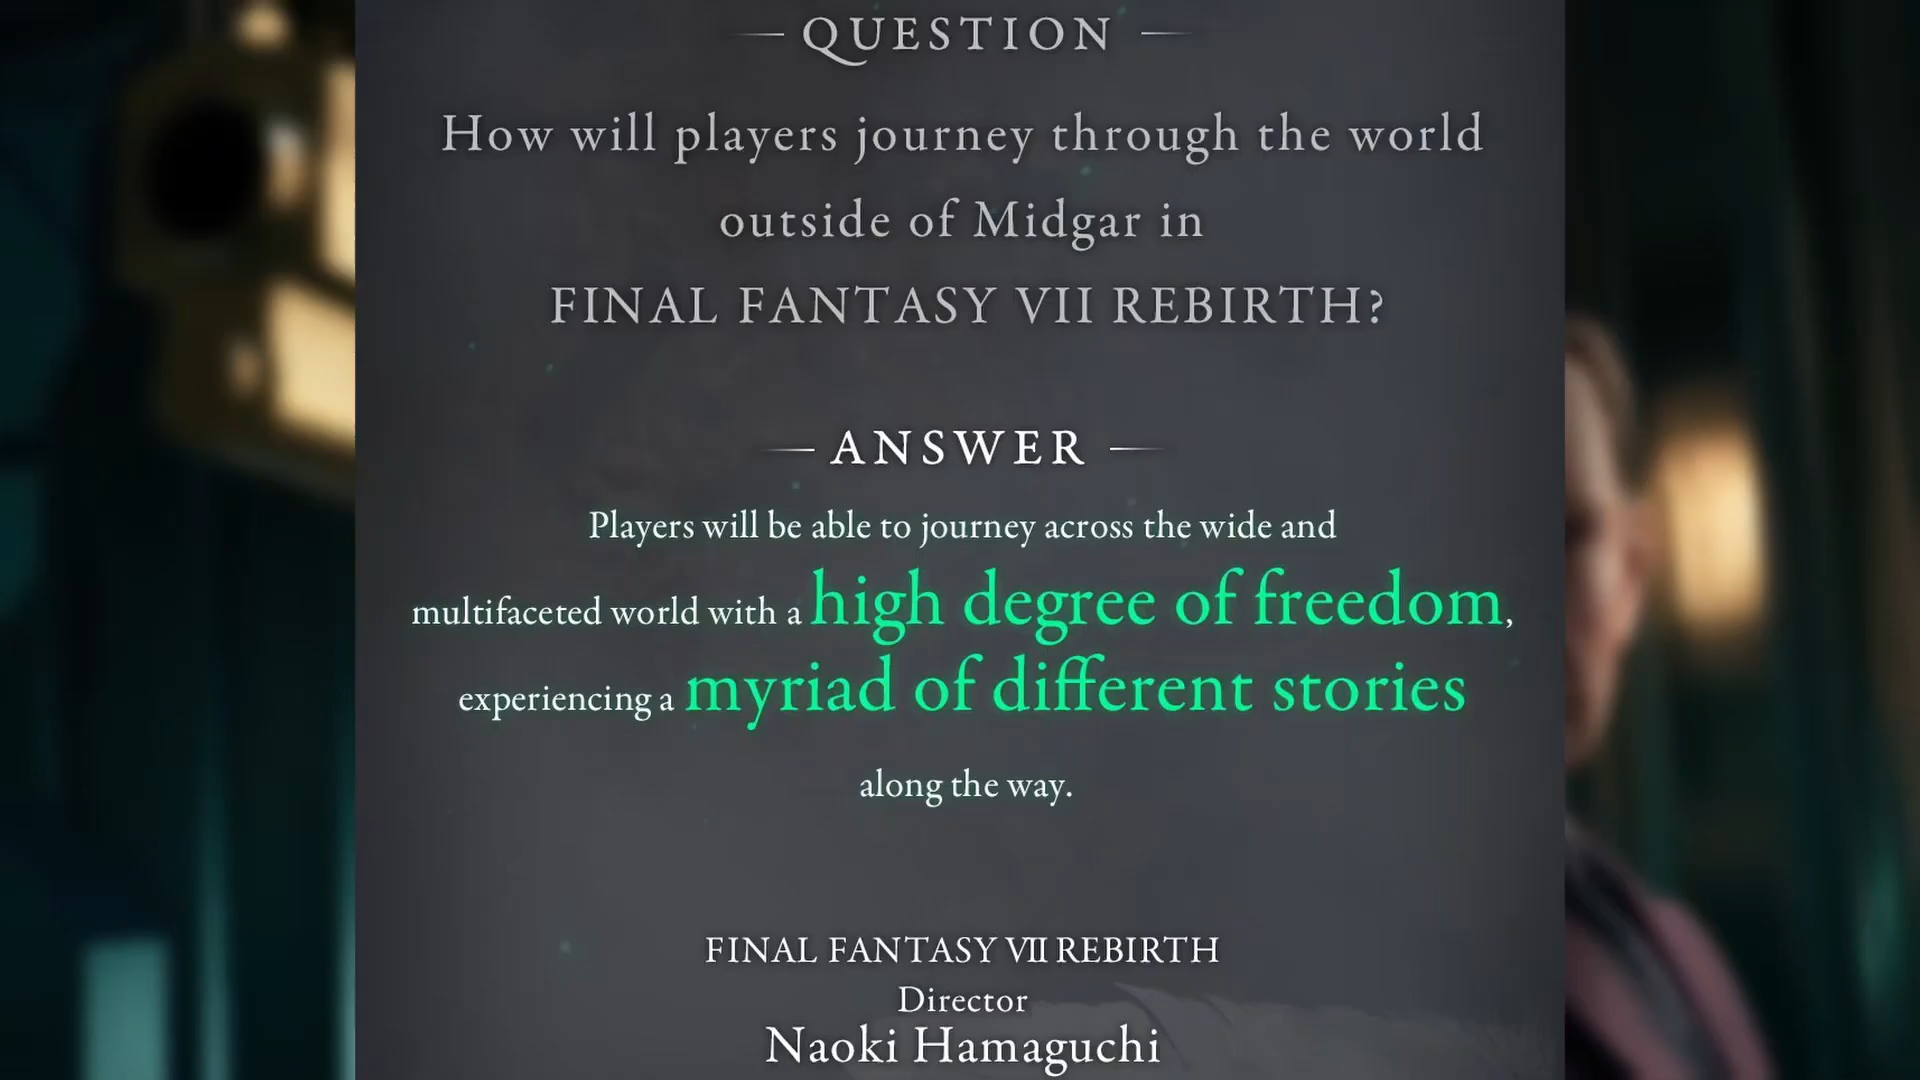 QUESTION
How will players journey through the world
outside of Midgar in
FINAL FANTASY VII REBIRTH?
ANSWER
Players will be able to journey across the wide and
multifaceted world with a high degree of freedom,
experiencing a myriad of different stories
along the way.
FINAL FANTASY VII REBIRTH
Director
Naoki Hamaguchi